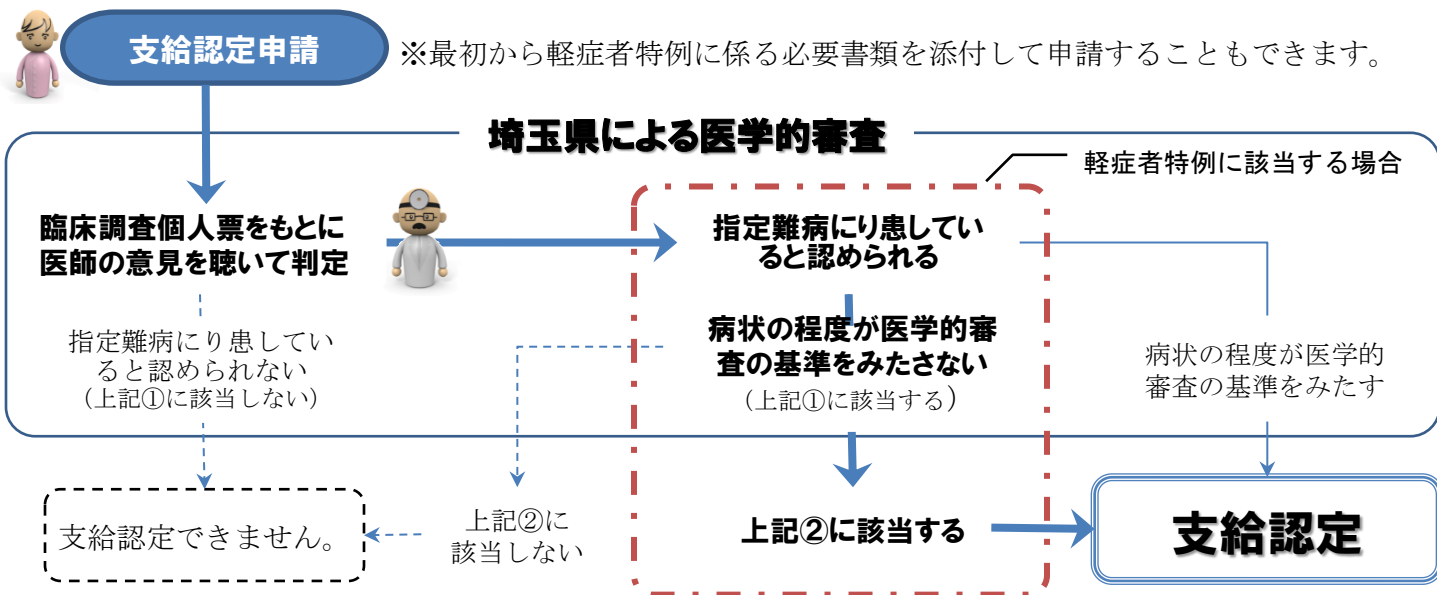 支給認定申請
※最初から軽症者特例に係る必要書類を添付して申請することもできます。
埼玉県による医学的審査
軽症者特例に該当する場合
臨床調査個人票をもとに
医師の意見を聴いて判定
指定難病にり患してい
ると認められる
指定難病にり患してい
ると認められない
（上記①に該当しない）
病状の程度が医学的審
査の基準をみたさない
（上記①に該当する）
病状の程度が医学的
審査の基準をみたす
支給認定できません。
上記②に
該当しない
上記②に該当する
支給認定